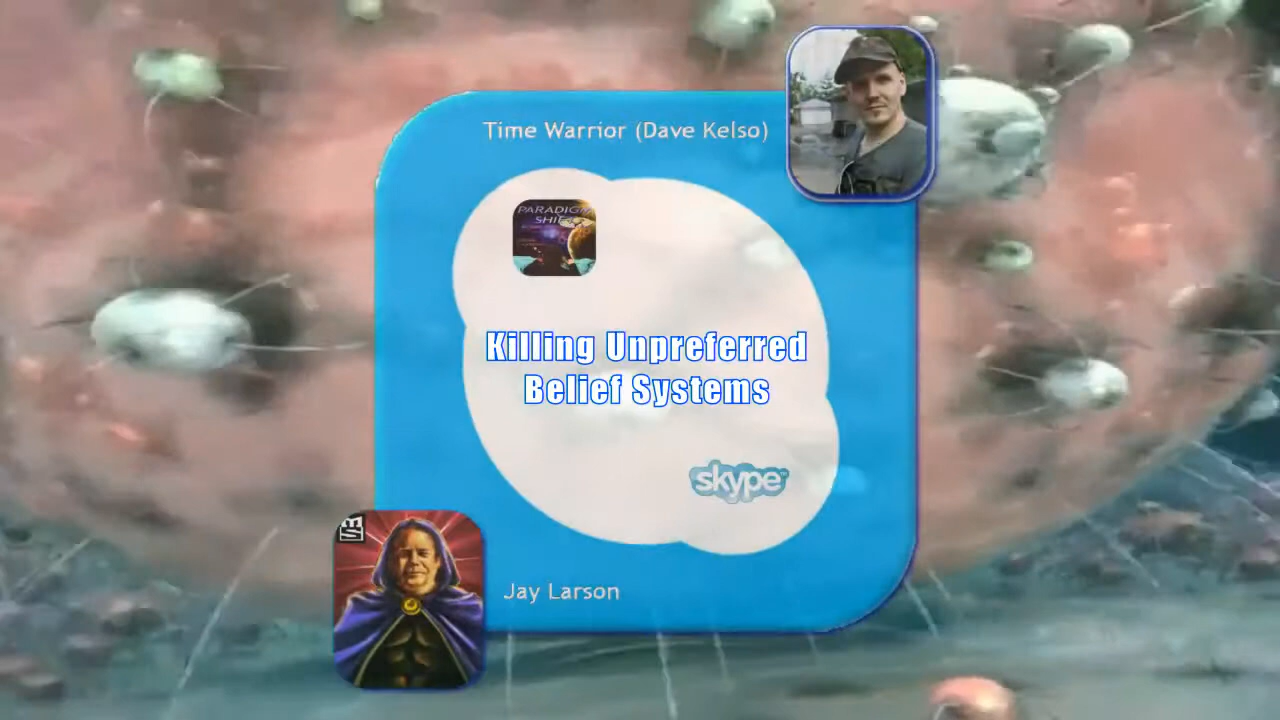 Time Warrior (Dave Kelso)
PARADIGM
SHIFT
Killing Unpreferred
Belief Systems
skype
Jay Larson